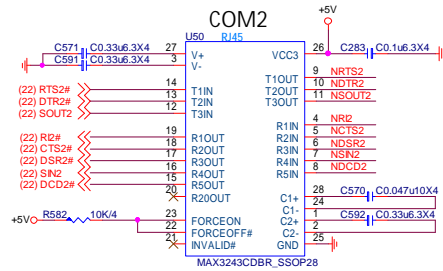 COM2
+5V
U50 RJ45
C571 C0.33u6.3X4 27 V+ VCC3 26 C283 C0.1u6.3X4
C591 C0.33u6.3X4 3 V-
T1OUT 9 NRTS2
(22) RTS2# 14 T1IN T2OUT 10 NDTR2
(22) DTR2# 13 T2IN T3OUT 11 NSOUT2
(22) SOUT2 12 T3IN
R1IN 4 NRI2
(22) RI2# 19 R1OUT R2IN 5 NCTS2
(22) CTS2# 18 R2OUT R3IN 6 NDSR2
(22) DSR2# 17 R3OUT R4IN 7 NSIN2
(22) SIN2 16 R4OUT R5IN 8 NDCD2
(22) DCD2# 15 R5OUT
20 R2OUT C1+ 28 C570 C0.047u10X4
C1- 24
+5V R582 10K/4 23 FORCEON C2+ 1 C592 C0.33u6.3X4
22 FORCEOFF# C2- 2
21 INVALID# GND 25
MAX3243CDBR_SSOP28